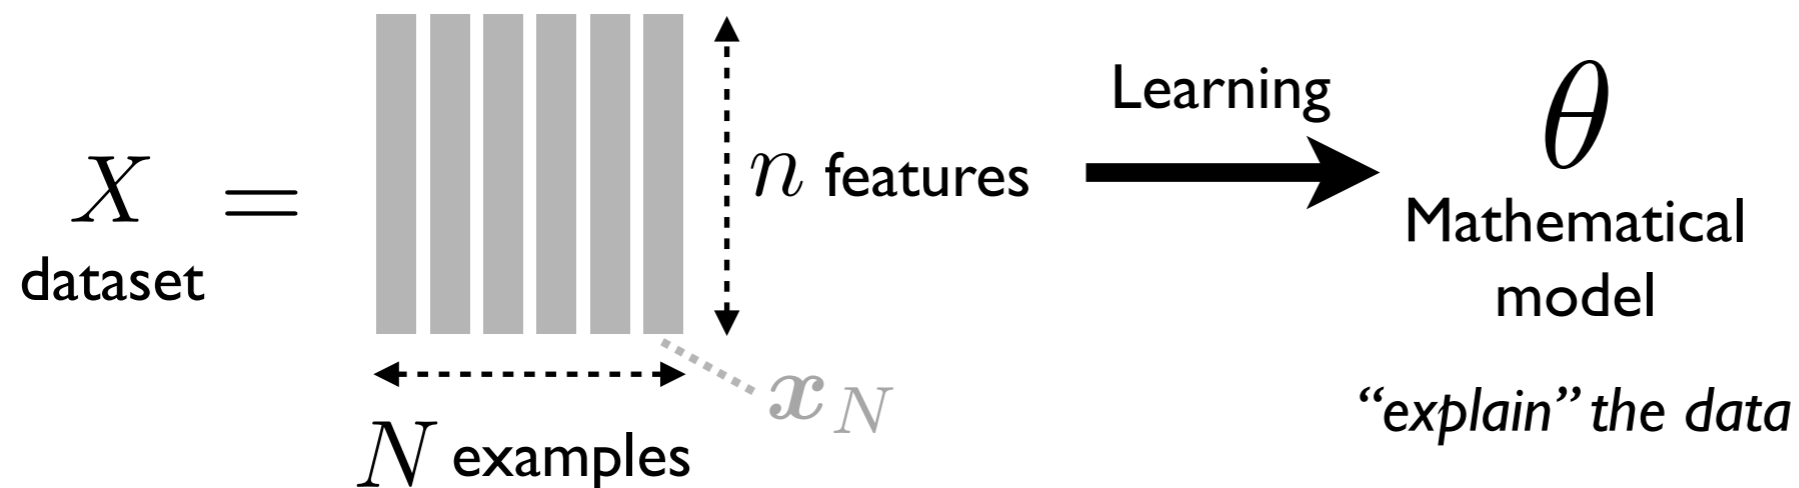 X =
dataset
n features
N examples
x_N
Learning
θ
Mathematical
model
“explain” the data